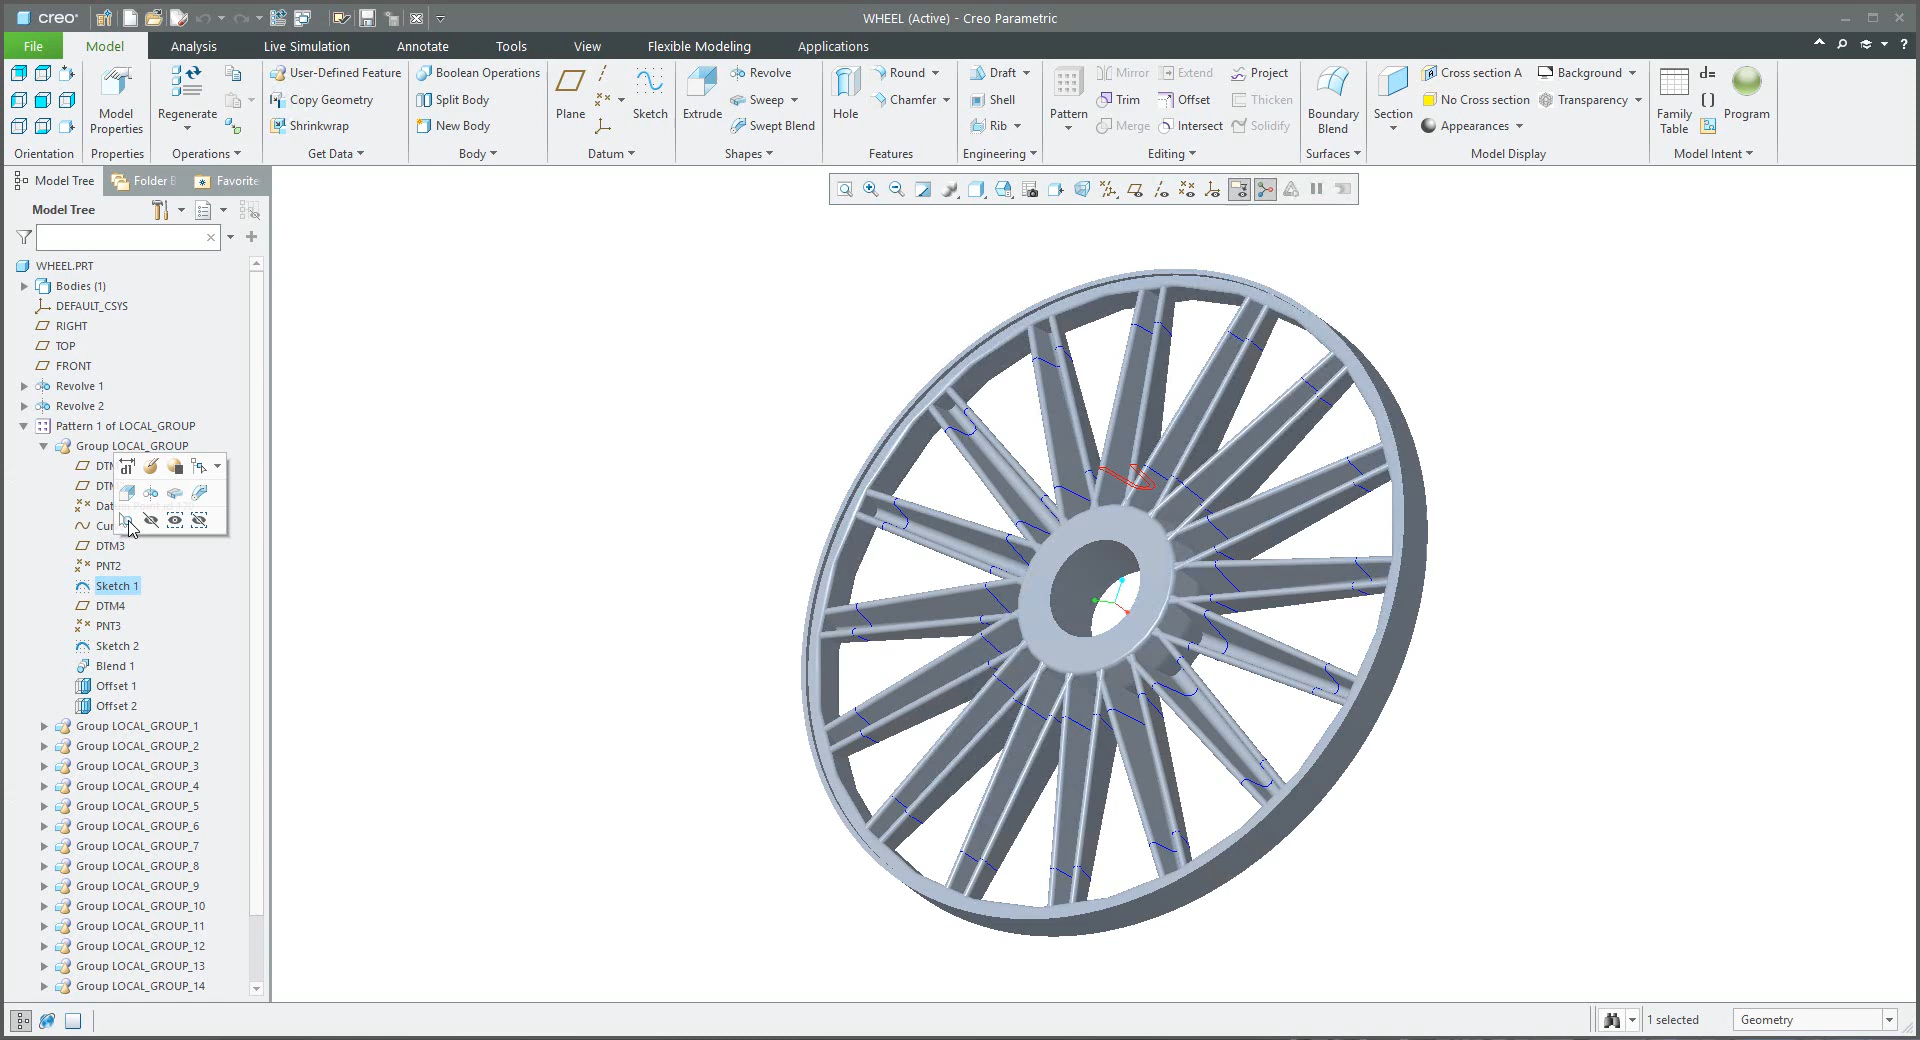 creo®
WHEEL (Active) - Creo Parametric
File Model Analysis Live Simulation Annotate Tools View Flexible Modeling Applications
Model Properties
Regenerate
User-Defined Feature
Copy Geometry
Shrinkwrap
Boolean Operations
Split Body
New Body
Plane
Sketch
Extrude
Revolve
Sweep
Swept Blend
Hole
Round
Chamfer
Draft
Shell
Rib
Pattern
Mirror
Trim
Merge
Extend
Offset
Intersect
Project
Thicken
Solidify
Boundary Blend
Section
Cross section A
No Cross section
Appearances
Background
Transparency
Family Table
d=
Program
Orientation Properties Operations Get Data Body Datum Shapes Features Engineering Editing Surfaces Model Display Model Intent
Model Tree Folder Favorite
Model Tree
WHEEL.PRT
Bodies (1)
DEFAULT_CSYS
RIGHT
TOP
FRONT
Revolve 1
Revolve 2
Pattern 1 of LOCAL_GROUP
Group LOCAL_GROUP
DTM3
PNT2
Sketch 1
DTM4
PNT3
Sketch 2
Blend 1
Offset 1
Offset 2
Group LOCAL_GROUP_1
Group LOCAL_GROUP_2
Group LOCAL_GROUP_3
Group LOCAL_GROUP_4
Group LOCAL_GROUP_5
Group LOCAL_GROUP_6
Group LOCAL_GROUP_7
Group LOCAL_GROUP_8
Group LOCAL_GROUP_9
Group LOCAL_GROUP_10
Group LOCAL_GROUP_11
Group LOCAL_GROUP_12
Group LOCAL_GROUP_13
Group LOCAL_GROUP_14
1 selected
Geometry